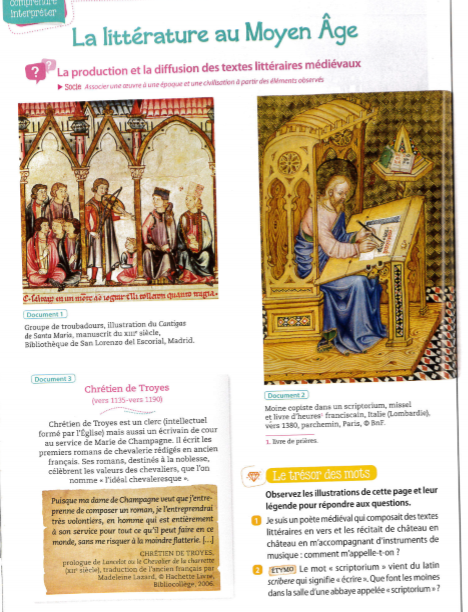 comprendre
interpréter
La littérature au Moyen Âge
? ?
La production et la diffusion des textes littéraires médiévaux
▶ Socle Associer une œuvre à une époque et une civilisation à partir des éléments observés
Document 1
Groupe de troubadours, illustration du Cantigas
de Santa Maria, manuscrit du XIIIe siècle,
Bibliothèque de San Lorenzo del Escorial, Madrid.
Document 2
Moine copiste dans un scriptorium, missel
et livre d'heures¹ franciscain, Italie (Lombardie),
vers 1380, parchemin, Paris, © BnF.
1. Livre de prières.
Document 3
Chrétien de Troyes
(vers 1135-vers 1190)
Chrétien de Troyes est un clerc (intellectuel
formé par l'Église) mais aussi un écrivain de cour
au service de Marie de Champagne. Il écrit les
premiers romans de chevalerie rédigés en ancien
français. Ses romans, destinés à la noblesse,
célèbrent les valeurs des chevaliers, que l'on
nomme « l'idéal chevaleresque ».
Puisque ma dame de Champagne veut que j'entre-
prenne de composer un roman, je l'entreprendrai
très volontiers, en homme qui est entièrement
à son service pour tout ce qu'il peut faire en ce
monde, sans me risquer à la moindre flatterie. [...]
CHRÉTIEN DE TROYES,
prologue de Lancelot ou le Chevalier de la charrette
(XIIe siècle), traduction de l'ancien français par
Madeleine Lazard, © Hachette Livre,
Bibliocollège, 2006.
Le trésor des mots
Observez les illustrations de cette page et leur
légende pour répondre aux questions.
1 Je suis un poète médiéval qui composait des textes
littéraires en vers et les récitait de château en
château en m'accompagnant d'instruments de
musique : comment m'appelle-t-on ?
2 ETYMO Le mot « scriptorium » vient du latin
scribere qui signifie « écrire ». Que font les moines
dans la salle d'une abbaye appelée « scriptorium » ?